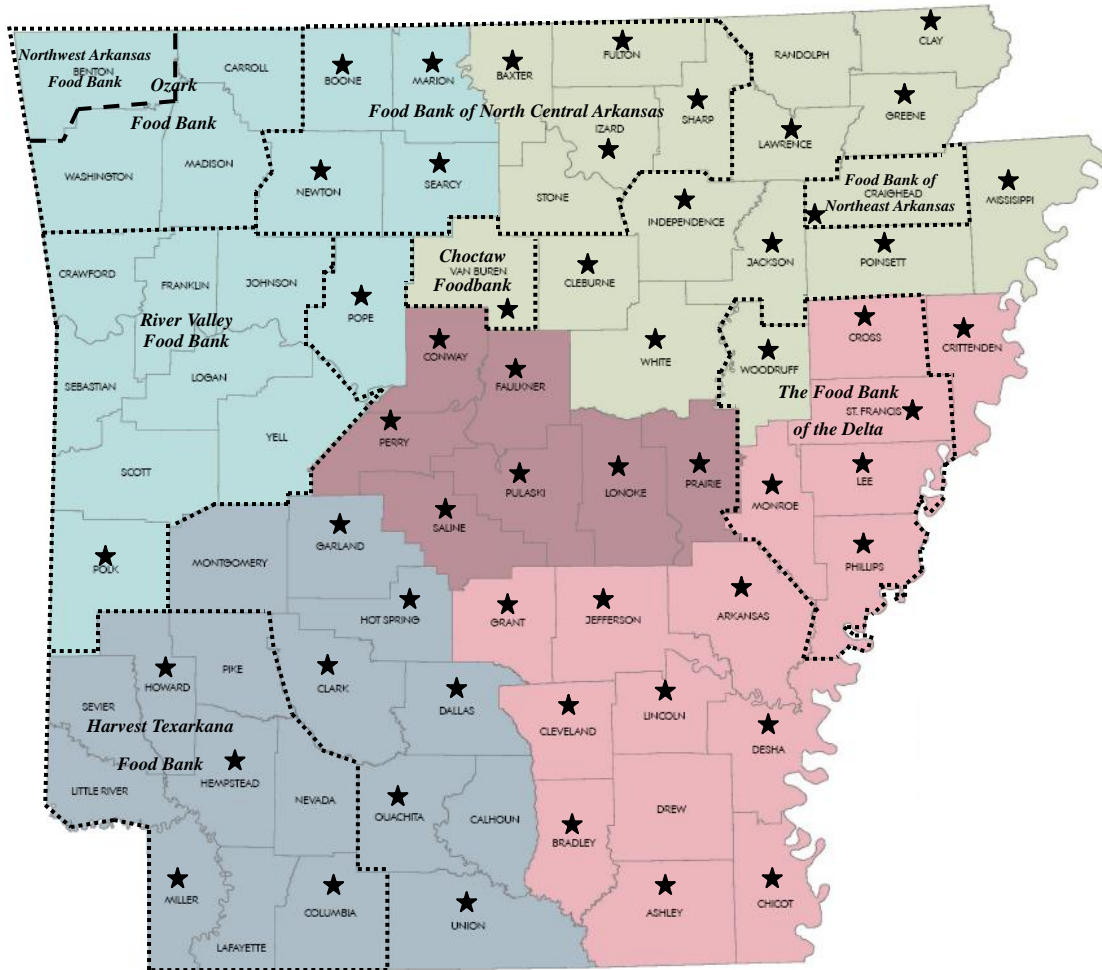 CLAY
FULTON
RANDOLPH
Northwest Arkansas
BENTON
Food Bank
CARROLL
Ozark
Food Bank
BOONE
MARION
BAXTER
Food Bank of North Central Arkansas
IZARD
SHARP
GREENE
LAWRENCE
WASHINGTON
MADISON
NEWTON
SEARCY
STONE
INDEPENDENCE
Food Bank of
CRAIGHEAD
Northeast Arkansas
MISSISIPPI
CRAWFORD
FRANKLIN
JOHNSON
River Valley
Food Bank
POPE
Choctaw
VAN BUREN
Foodbank
CLEBURNE
JACKSON
POINSETT
SEBASTIAN
LOGAN
CONWAY
FAULKNER
WHITE
WOODRUFF
CROSS
CRITTENDEN
The Food Bank
ST. FRANCIS
of the Delta
SCOTT
YELL
PERRY
PULASKI
LONOKE
PRAIRIE
MONROE
LEE
SALINE
PHILLIPS
POLK
MONTGOMERY
GARLAND
HOT SPRING
GRANT
JEFFERSON
ARKANSAS
SEVIER
HOWARD
PIKE
CLARK
DALLAS
CLEVELAND
LINCOLN
DESHA
Harvest Texarkana
Food Bank
LITTLE RIVER
HEMPSTEAD
NEVADA
OUACHITA
CALHOUN
BRADLEY
DREW
MILLER
LAFAYETTE
COLUMBIA
UNION
ASHLEY
CHICOT